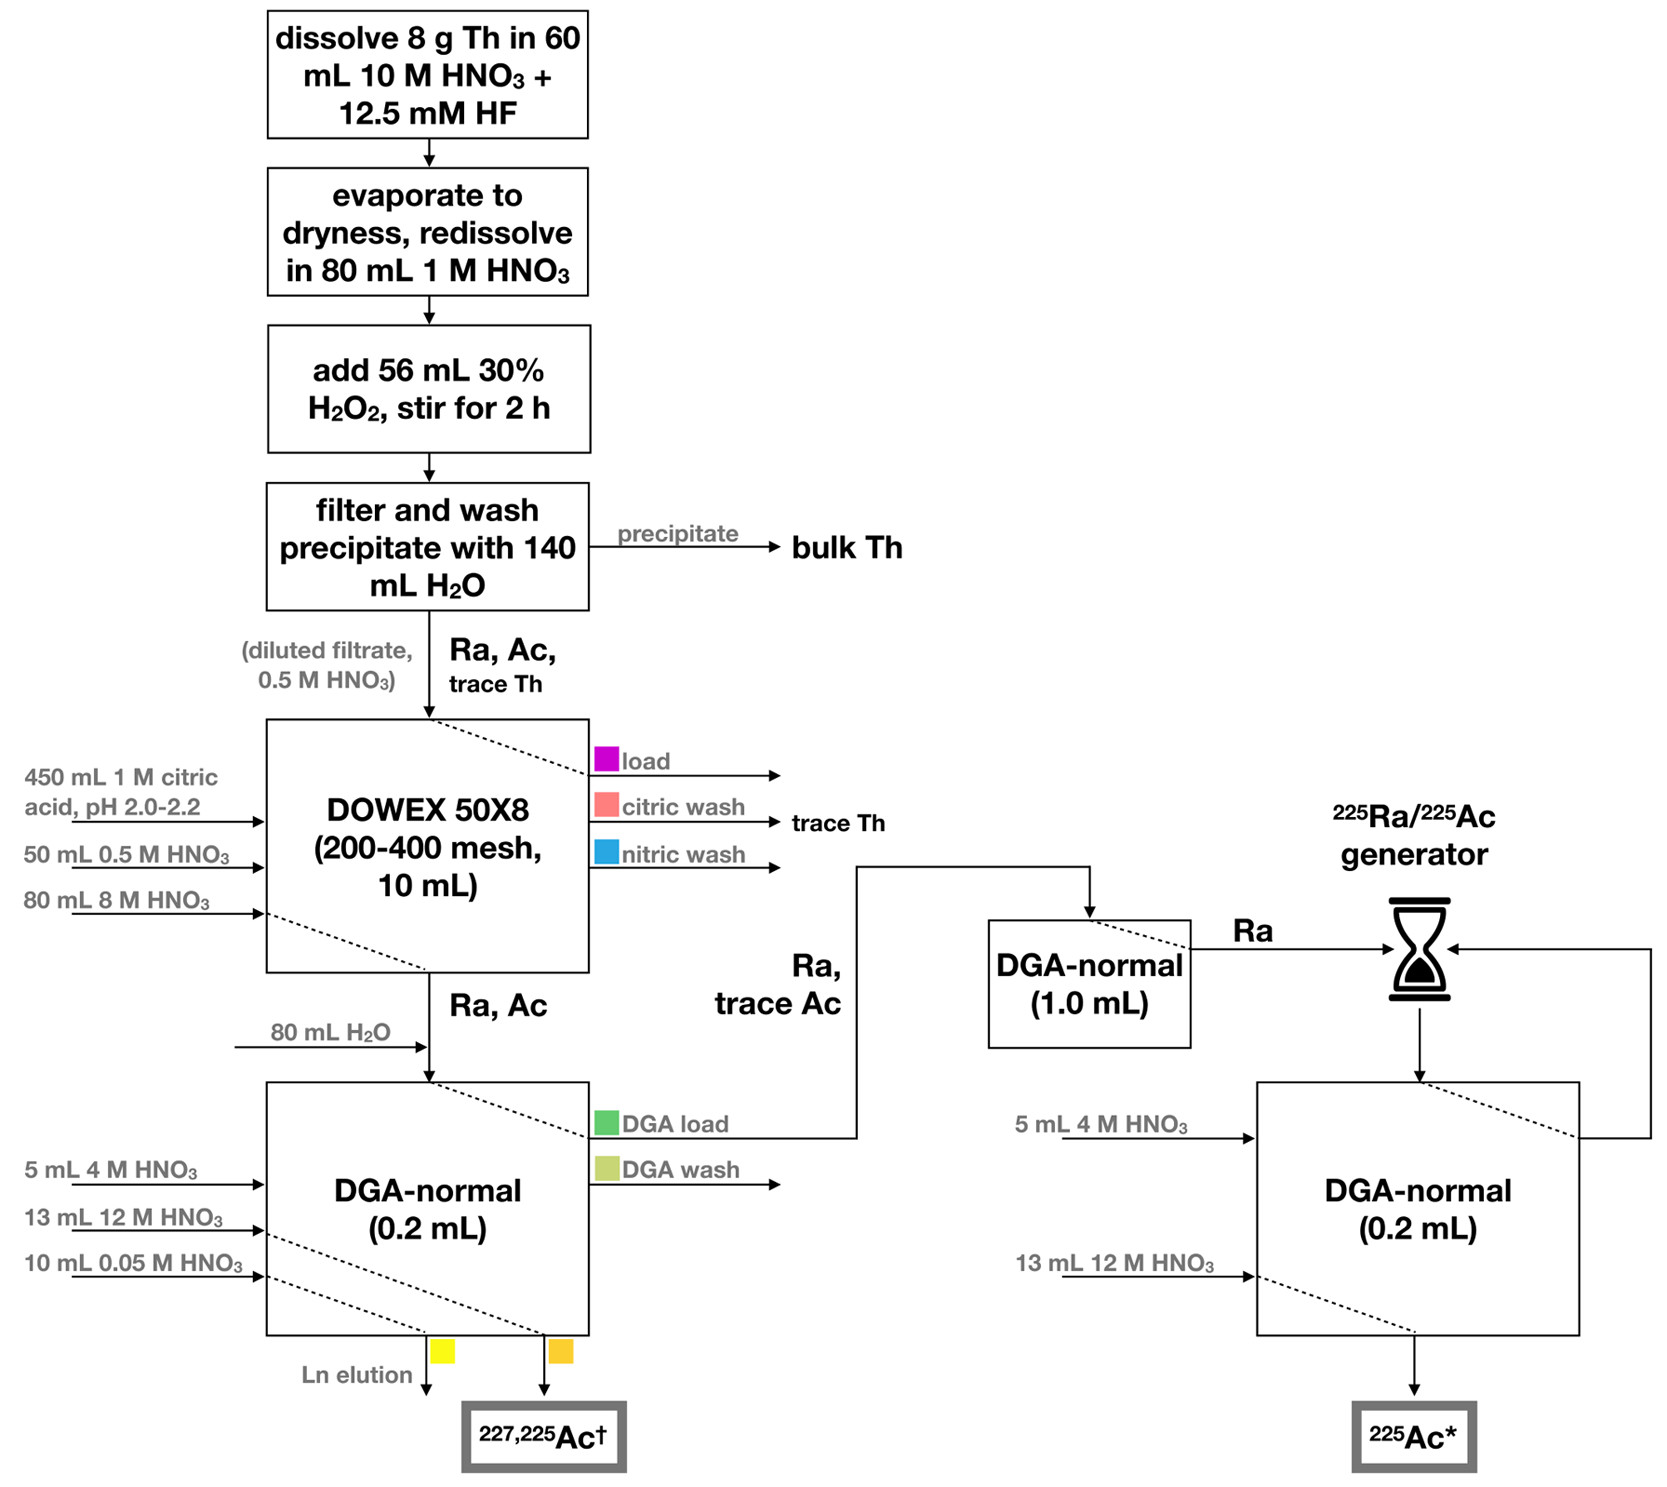 dissolve 8 g Th in 60
mL 10 M HNO₃ +
12.5 mM HF
evaporate to
dryness, redissolve
in 80 mL 1 M HNO₃
add 56 mL 30%
H₂O₂, stir for 2 h
filter and wash
precipitate with 140
mL H₂O
precipitate
bulk Th
(diluted filtrate,
0.5 M HNO₃)
Ra, Ac,
trace Th
450 mL 1 M citric
acid, pH 2.0-2.2
50 mL 0.5 M HNO₃
80 mL 8 M HNO₃
DOWEX 50X8
(200-400 mesh,
10 mL)
load
citric wash
trace Th
nitric wash
Ra, Ac
80 mL H₂O
5 mL 4 M HNO₃
13 mL 12 M HNO₃
10 mL 0.05 M HNO₃
DGA-normal
(0.2 mL)
DGA load
DGA wash
Ln elution
²²⁷,²²⁵Ac†
Ra,
trace Ac
DGA-normal
(1.0 mL)
Ra
²²⁵Ra/²²⁵Ac
generator
5 mL 4 M HNO₃
13 mL 12 M HNO₃
DGA-normal
(0.2 mL)
²²⁵Ac*